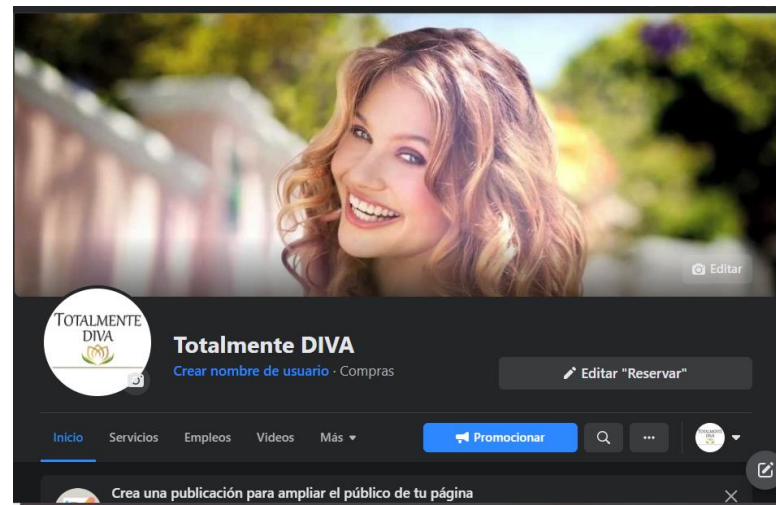 Editar
TOTALMENTE
DIVA
Totalmente DIVA
Crear nombre de usuario · Compras
Editar "Reservar"
Inicio Servicios Empleos Videos Más
Promocionar
Crea una publicación para ampliar el público de tu página